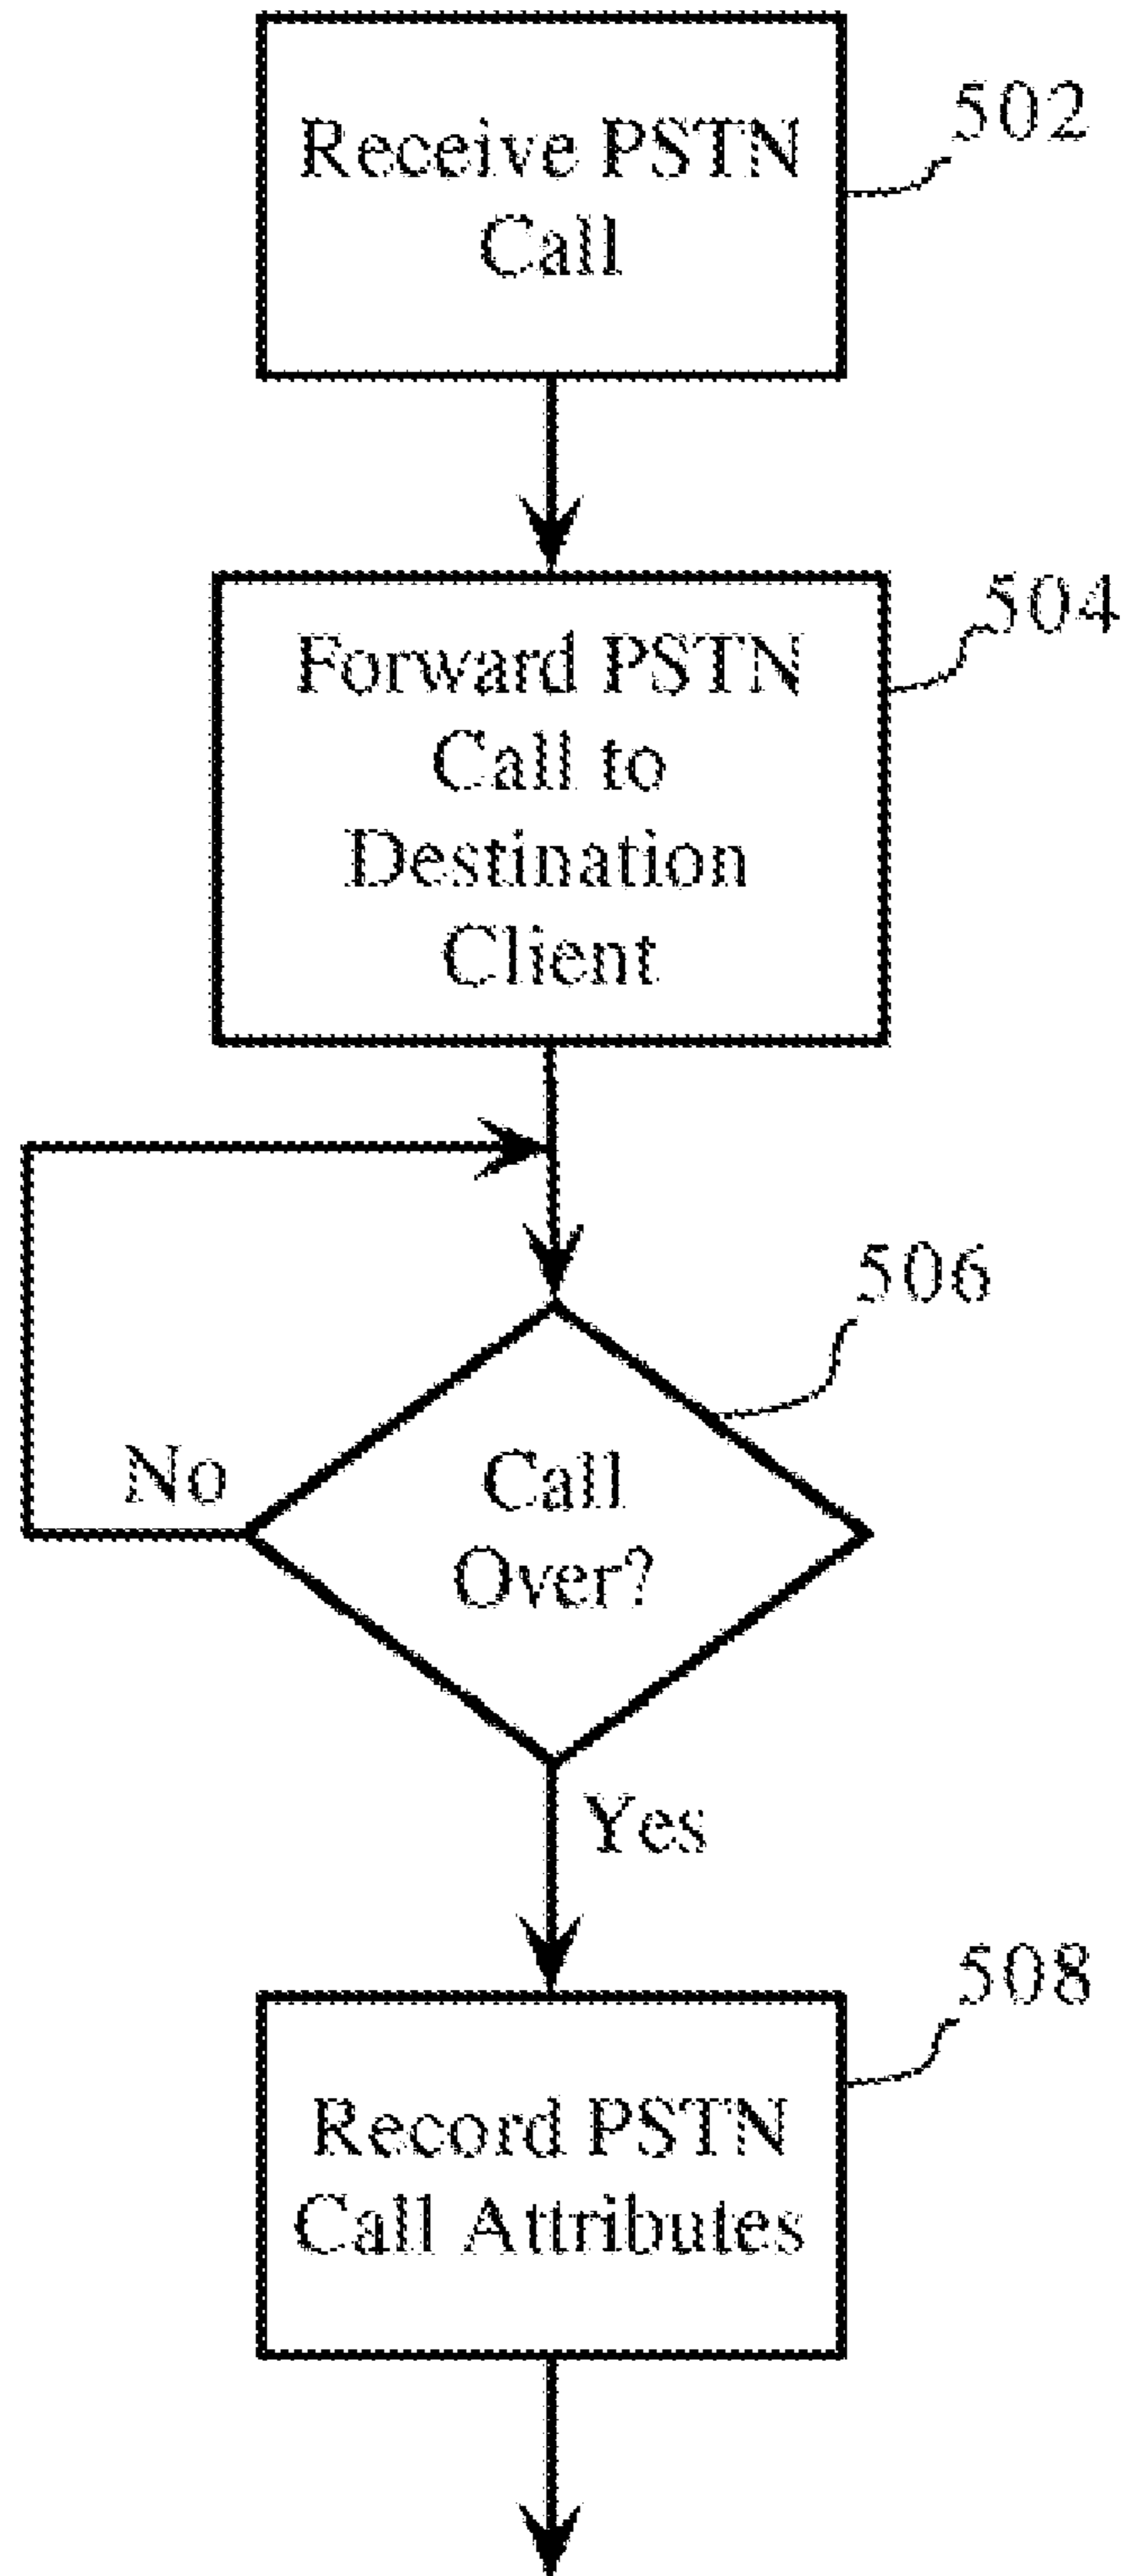 Receive PSTN
Call
502
Forward PSTN
Call to
Destination
Client
504
506
Call
Over?
No
Yes
508
Record PSTN
Call Attributes